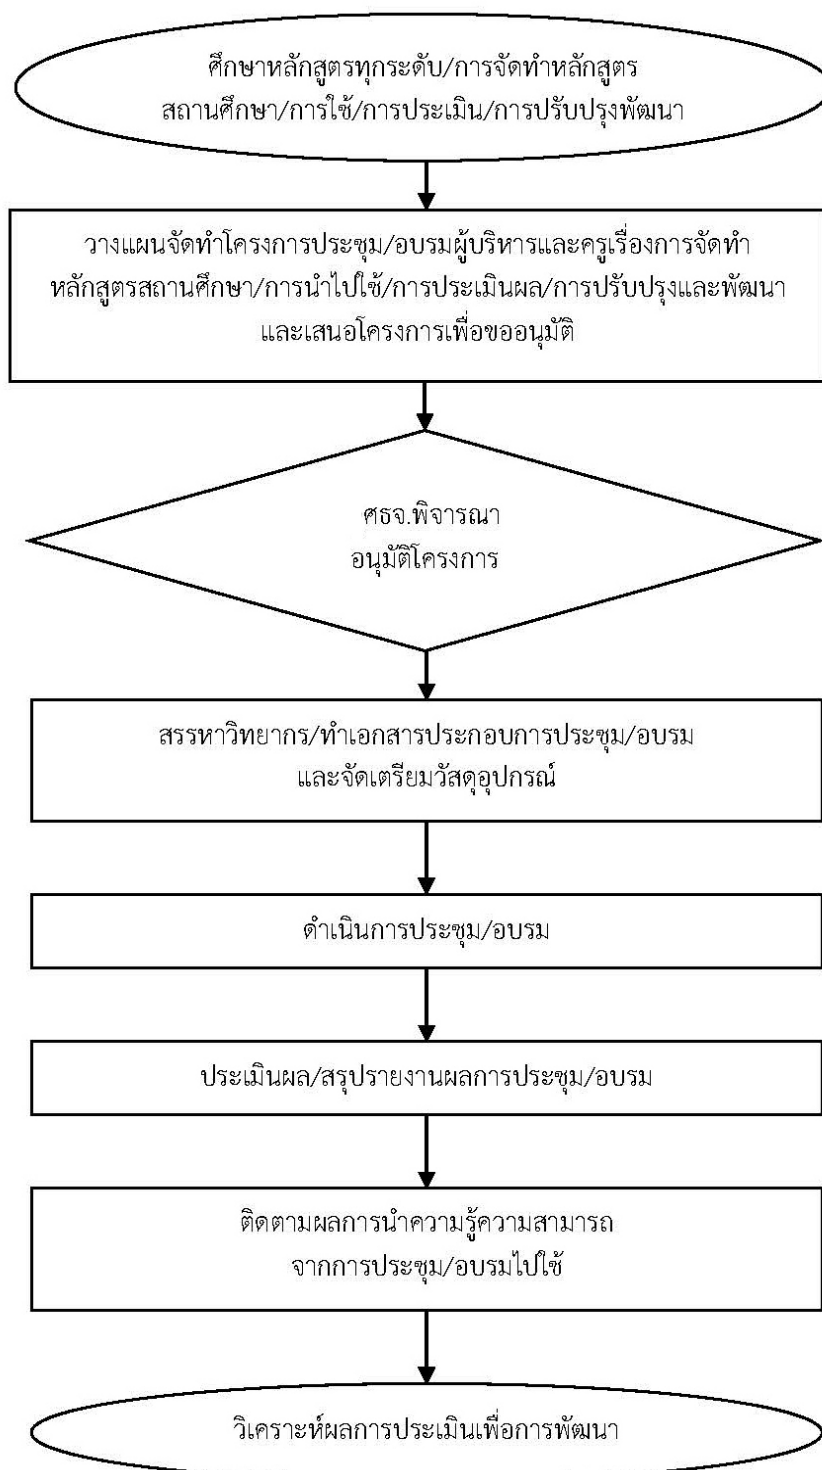 ศึกษาหลักสูตรทุกระดับ/การจัดทำหลักสูตร
สถานศึกษา/การใช้/การประเมิน/การปรับปรุงพัฒนา
วางแผนจัดทำโครงการประชุม/อบรมผู้บริหารและครูเรื่องการจัดทำ
หลักสูตรสถานศึกษา/การนำไปใช้/การประเมินผล/การปรับปรุงและพัฒนา
และเสนอโครงการเพื่อขออนุมัติ
ศธจ.พิจารณา
อนุมัติโครงการ
สรรหาวิทยากร/ทำเอกสารประกอบการประชุม/อบรม
และจัดเตรียมวัสดุอุปกรณ์
ดำเนินการประชุม/อบรม
ประเมินผล/สรุปรายงานผลการประชุม/อบรม
ติดตามผลการนำความรู้ความสามารถ
จากการประชุม/อบรมไปใช้
วิเคราะห์ผลการประเมินเพื่อการพัฒนา